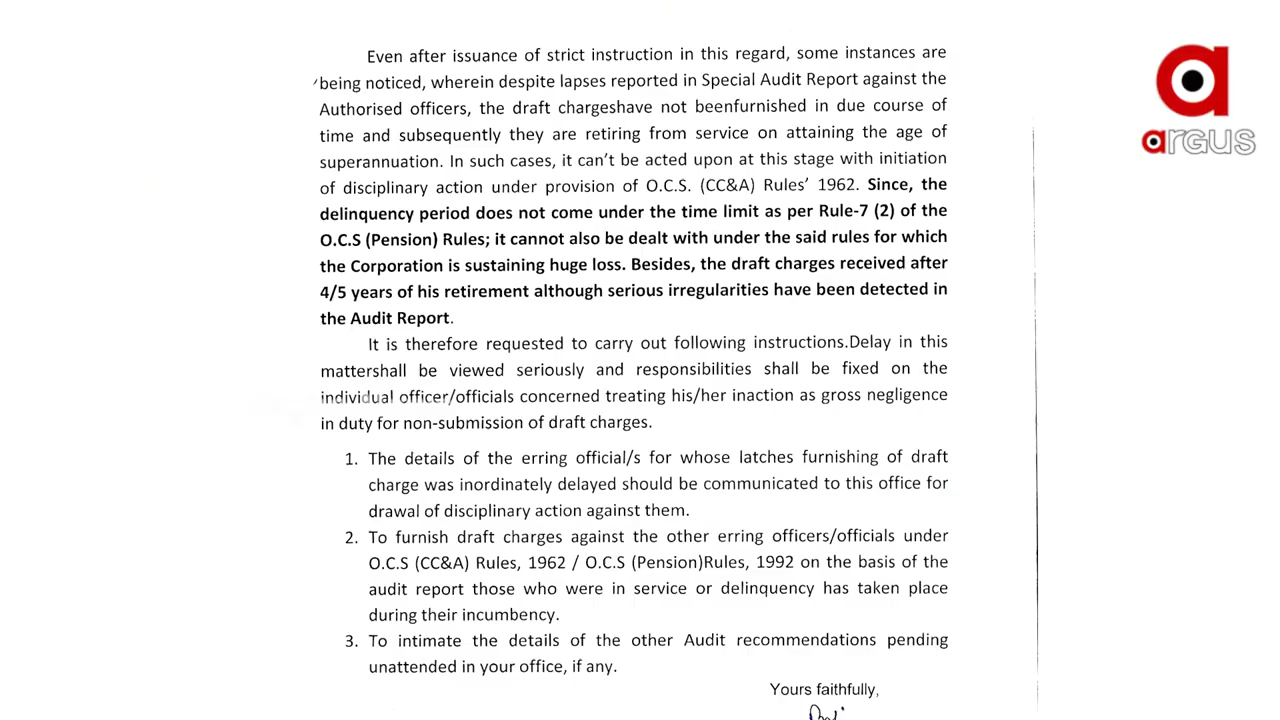 Even after issuance of strict instruction in this regard, some instances are
being noticed, wherein despite lapses reported in Special Audit Report against the
Authorised officers, the draft chargeshave not beenfurnished in due course of
time and subsequently they are retiring from service on attaining the age of
superannuation. In such cases, it can't be acted upon at this stage with initiation
of disciplinary action under provision of O.C.S. (CC&A) Rules' 1962. Since, the
delinquency period does not come under the time limit as per Rule-7 (2) of the
O.C.S (Pension) Rules; it cannot also be dealt with under the said rules for which
the Corporation is sustaining huge loss. Besides, the draft charges received after
4/5 years of his retirement although serious irregularities have been detected in
the Audit Report.
It is therefore requested to carry out following instructions.Delay in this
mattershall be viewed seriously and responsibilities shall be fixed on the
individual officer/officials concerned treating his/her inaction as gross negligence
in duty for non-submission of draft charges.
1. The details of the erring official/s for whose latches furnishing of draft
charge was inordinately delayed should be communicated to this office for
drawal of disciplinary action against them.
2. To furnish draft charges against the other erring officers/officials under
O.C.S (CC&A) Rules, 1962 / O.C.S (Pension)Rules, 1992 on the basis of the
audit report those who were in service or delinquency has taken place
during their incumbency.
3. To intimate the details of the other Audit recommendations pending
unattended in your office, if any.
Yours faithfully,
a
argus